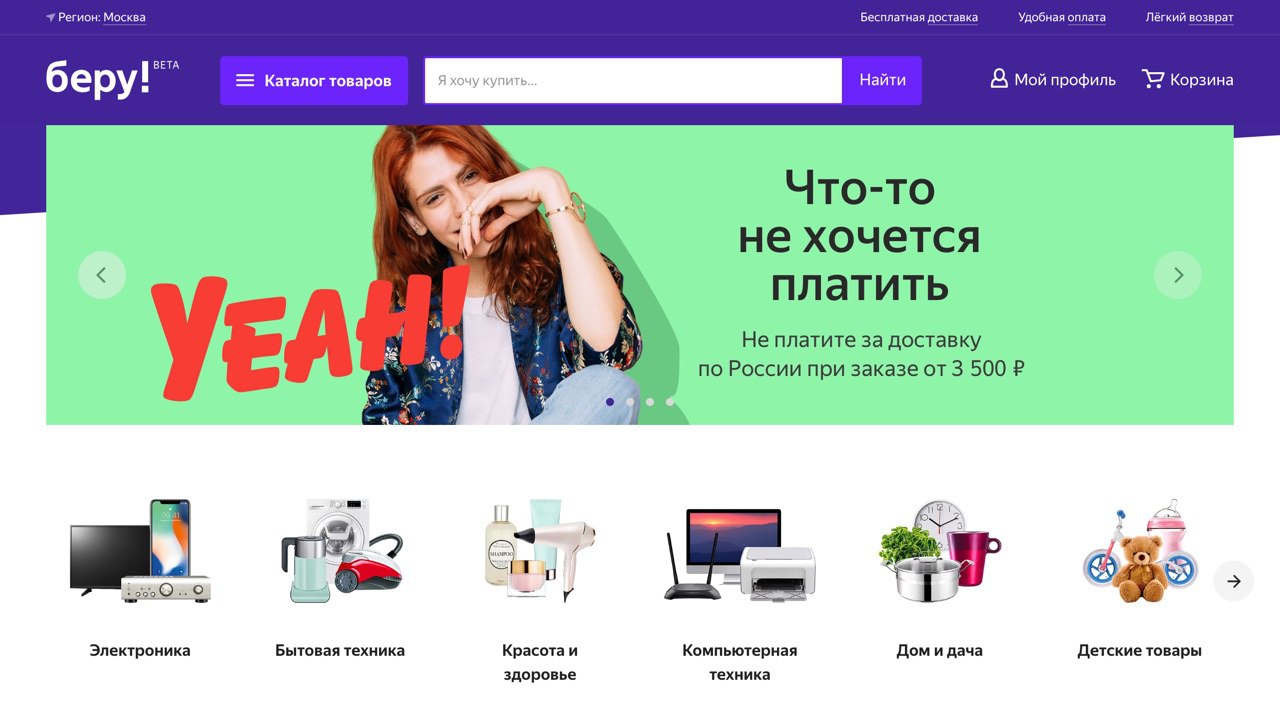 Регион: Москва
Бесплатная доставка
Удобная оплата
Лёгкий возврат
беру! BETA
Каталог товаров
Я хочу купить...
Найти
Мой профиль
Корзина
YEAH!
Что-то
не хочется
платить
Не платите за доставку
по России при заказе от 3 500 ₽
09:41
SHAMPOO
Электроника
Бытовая техника
Красота и
здоровье
Компьютерная
техника
Дом и дача
Детские товары